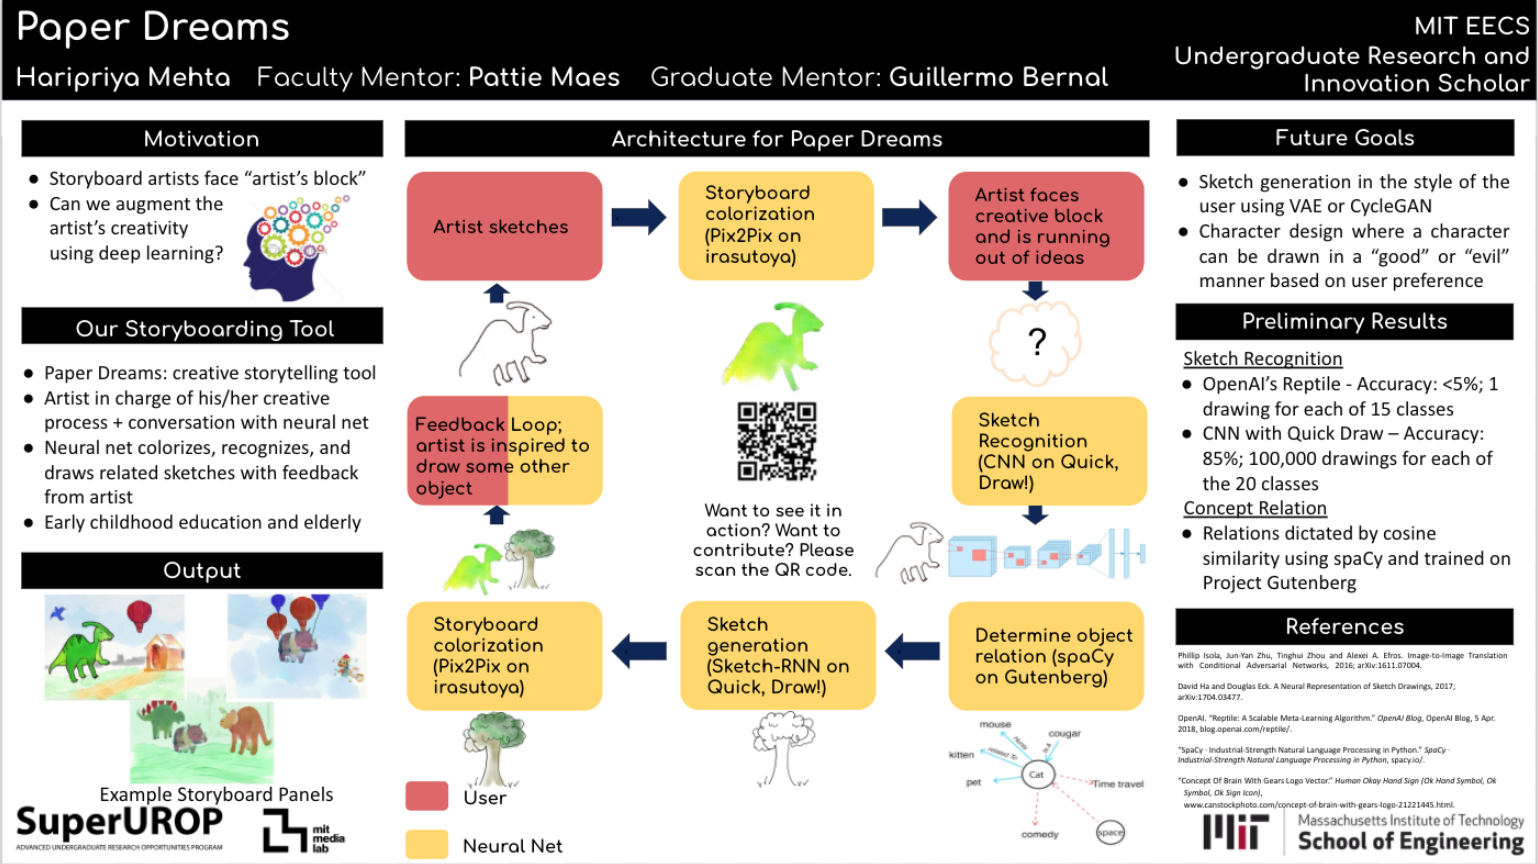 Paper Dreams
Haripriya Mehta Faculty Mentor: Pattie Maes Graduate Mentor: Guillermo Bernal
MIT EECS
Undergraduate Research and
Innovation Scholar
Motivation
● Storyboard artists face “artist’s block”
● Can we augment the
artist’s creativity
using deep learning?
Our Storyboarding Tool
● Paper Dreams: creative storytelling tool
● Artist in charge of his/her creative
process + conversation with neural net
● Neural net colorizes, recognizes, and
draws related sketches with feedback
from artist
● Early childhood education and elderly
Output
Example Storyboard Panels
SuperUROP
ADVANCED UNDERGRADUATE RESEARCH OPPORTUNITIES PROGRAM
mit
media
lab
Architecture for Paper Dreams
Artist sketches
Storyboard
colorization
(Pix2Pix on
irasutoya)
Artist faces
creative block
and is running
out of ideas
?
Feedback Loop;
artist is inspired to
draw some other
object
Want to see it in
action? Want to
contribute? Please
scan the QR code.
Sketch
Recognition
(CNN on Quick,
Draw!)
Storyboard
colorization
(Pix2Pix on
irasutoya)
Sketch
generation
(Sketch-RNN on
Quick, Draw!)
Determine object
relation (spaCy
on Gutenberg)
mouse
cougar
kitten
related To
Hunts
Is A
Cat
pet
Time travel
comedy
space
User
Neural Net
Future Goals
● Sketch generation in the style of the
user using VAE or CycleGAN
● Character design where a character
can be drawn in a “good” or “evil”
manner based on user preference
Preliminary Results
Sketch Recognition
● OpenAI’s Reptile - Accuracy: <5%; 1
drawing for each of 15 classes
● CNN with Quick Draw – Accuracy:
85%; 100,000 drawings for each of
the 20 classes
Concept Relation
● Relations dictated by cosine
similarity using spaCy and trained on
Project Gutenberg
References
Phillip Isola, Jun-Yan Zhu, Tinghui Zhou and Alexei A. Efros. Image-to-Image Translation
with Conditional Adversarial Networks, 2016; arXiv:1611.07004.
David Ha and Douglas Eck. A Neural Representation of Sketch Drawings, 2017;
arXiv:1704.03477.
OpenAI. “Reptile: A Scalable Meta-Learning Algorithm.” OpenAI Blog, OpenAI Blog, 5 Apr.
2018, blog.openai.com/reptile/.
“SpaCy · Industrial-Strength Natural Language Processing in Python.” SpaCy ·
Industrial-Strength Natural Language Processing in Python, spacy.io/.
“Concept Of Brain With Gears Logo Vector.” Human Okay Hand Sign (Ok Hand Symbol, Ok
Symbol, Ok Sign Icon),
www.canstockphoto.com/concept-of-brain-with-gears-logo-21221445.html.
Massachusetts Institute of Technology
School of Engineering